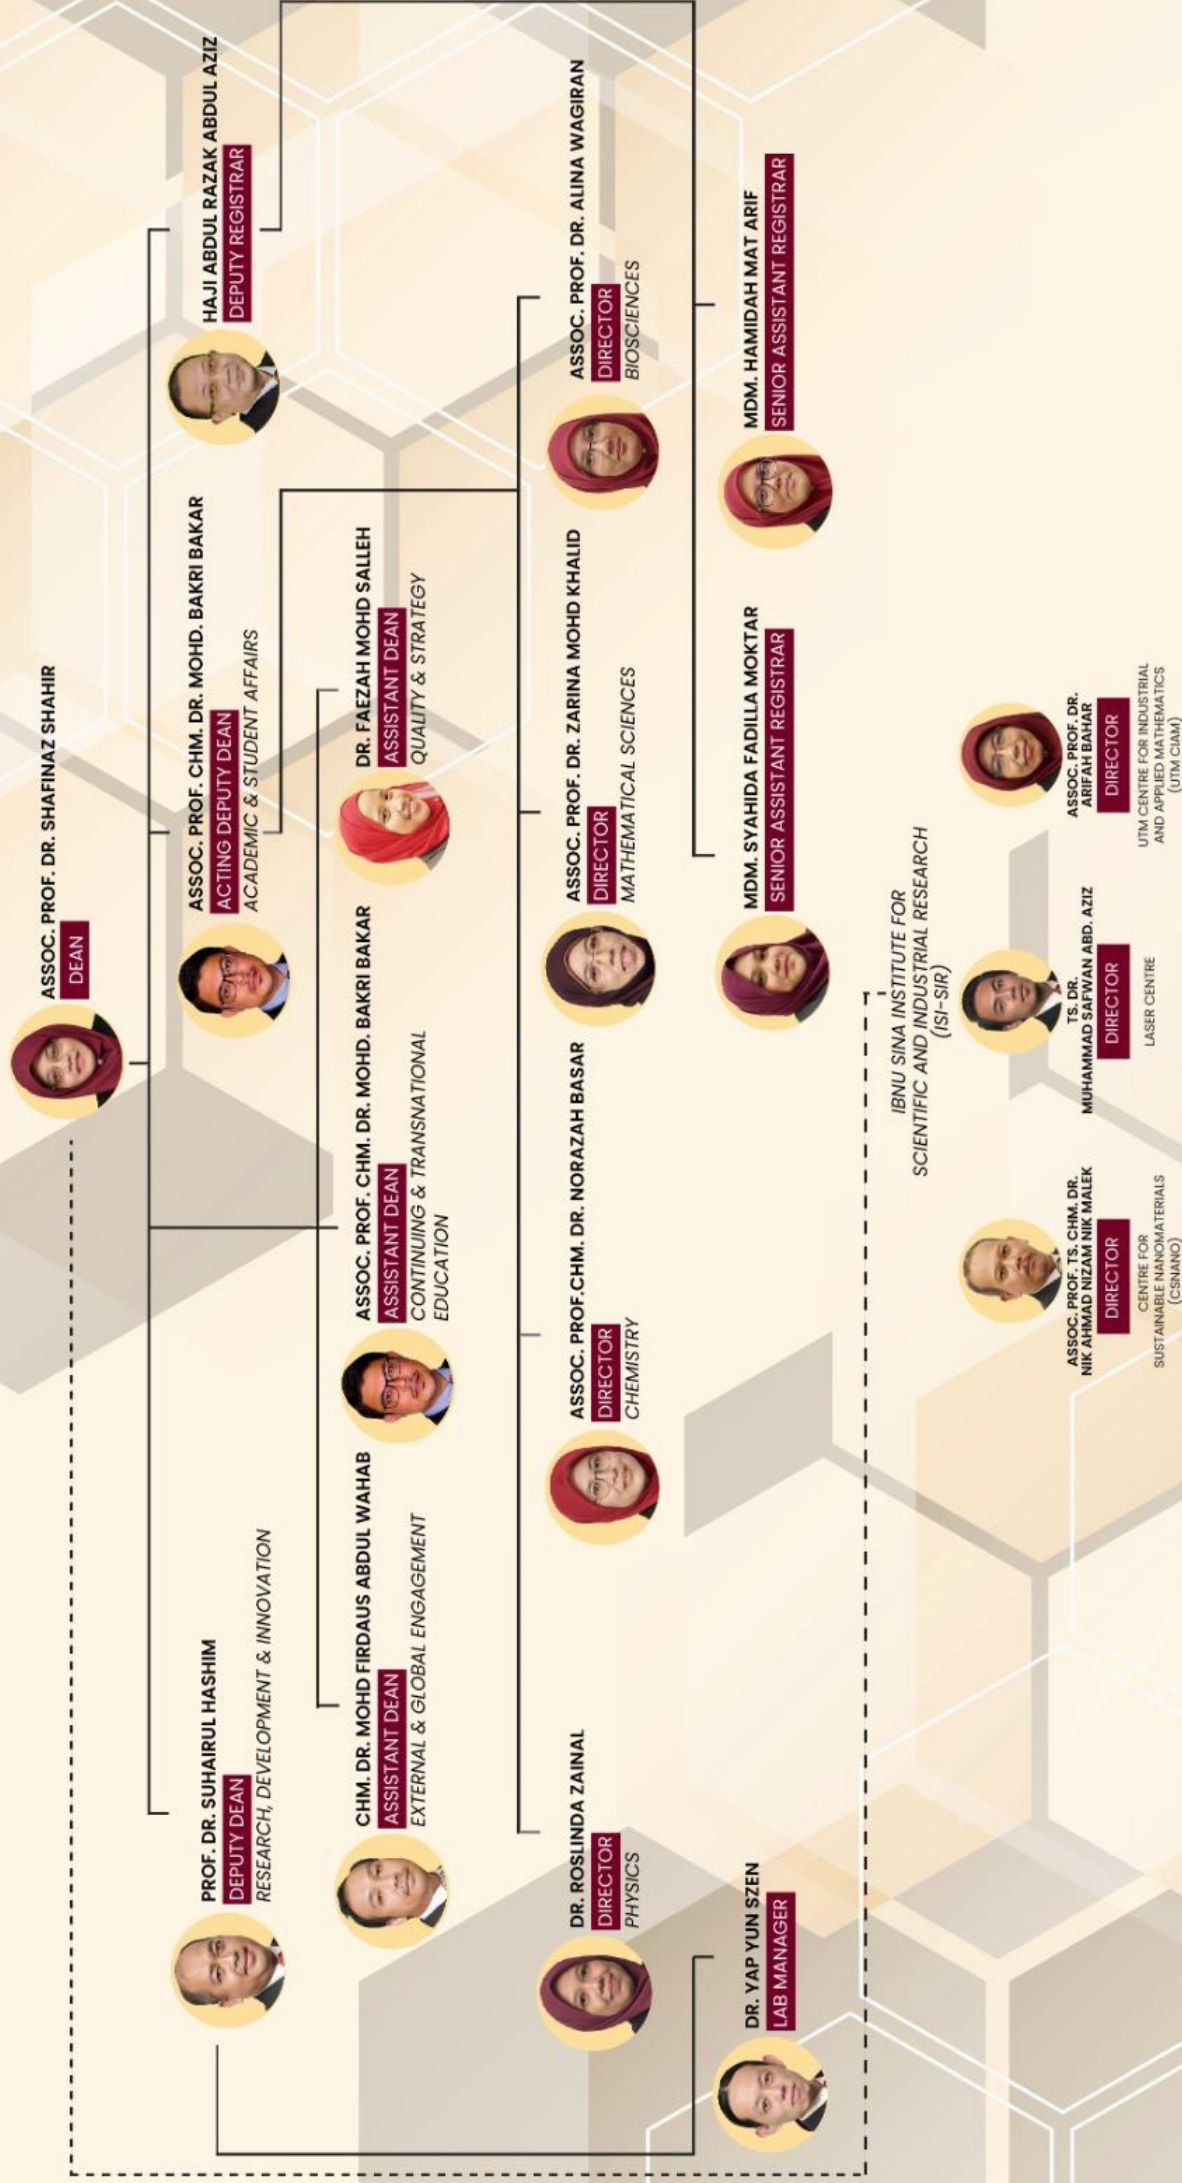 ASSOC. PROF. DR. SHAFINAZ SHAHIR
DEAN
PROF. DR. SUHAIRUL HASHIM
DEPUTY DEAN
RESEARCH, DEVELOPMENT & INNOVATION
ASSOC. PROF. CHM. DR. MOHD. BAKRI BAKAR
ACTING DEPUTY DEAN
ACADEMIC & STUDENT AFFAIRS
HAJI ABDUL RAZAK ABDUL AZIZ
DEPUTY REGISTRAR
CHM. DR. MOHD FIRDAUS ABDUL WAHAB
ASSISTANT DEAN
EXTERNAL & GLOBAL ENGAGEMENT
ASSOC. PROF. CHM. DR. MOHD. BAKRI BAKAR
ASSISTANT DEAN
CONTINUING & TRANSNATIONAL
EDUCATION
DR. FAEZAH MOHD SALLEH
ASSISTANT DEAN
QUALITY & STRATEGY
DR. ROSLINDA ZAINAL
DIRECTOR
PHYSICS
ASSOC. PROF.CHM. DR. NORAZAH BASAR
DIRECTOR
CHEMISTRY
ASSOC. PROF. DR. ZARINA MOHD KHALID
DIRECTOR
MATHEMATICAL SCIENCES
ASSOC. PROF. DR. ALINA WAGIRAN
DIRECTOR
BIOSCIENCES
DR. YAP YUN SZEN
LAB MANAGER
MDM. SYAHIDA FADILLA MOKTAR
SENIOR ASSISTANT REGISTRAR
MDM. HAMIDAH MAT ARIF
SENIOR ASSISTANT REGISTRAR
IBNU SINA INSTITUTE FOR
SCIENTIFIC AND INDUSTRIAL RESEARCH
(ISI-SIR)
ASSOC. PROF. TS. CHM. DR.
NIK AHMAD NIZAM NIK MALEK
DIRECTOR
CENTRE FOR
SUSTAINABLE NANOMATERIALS
(CSNANO)
TS. DR.
MUHAMMAD SAFWAN ABD. AZIZ
DIRECTOR
LASER CENTRE
ASSOC. PROF. DR.
ARIFAH BAHAR
DIRECTOR
UTM CENTRE FOR INDUSTRIAL
AND APPLIED MATHEMATICS
(UTM CIAM)